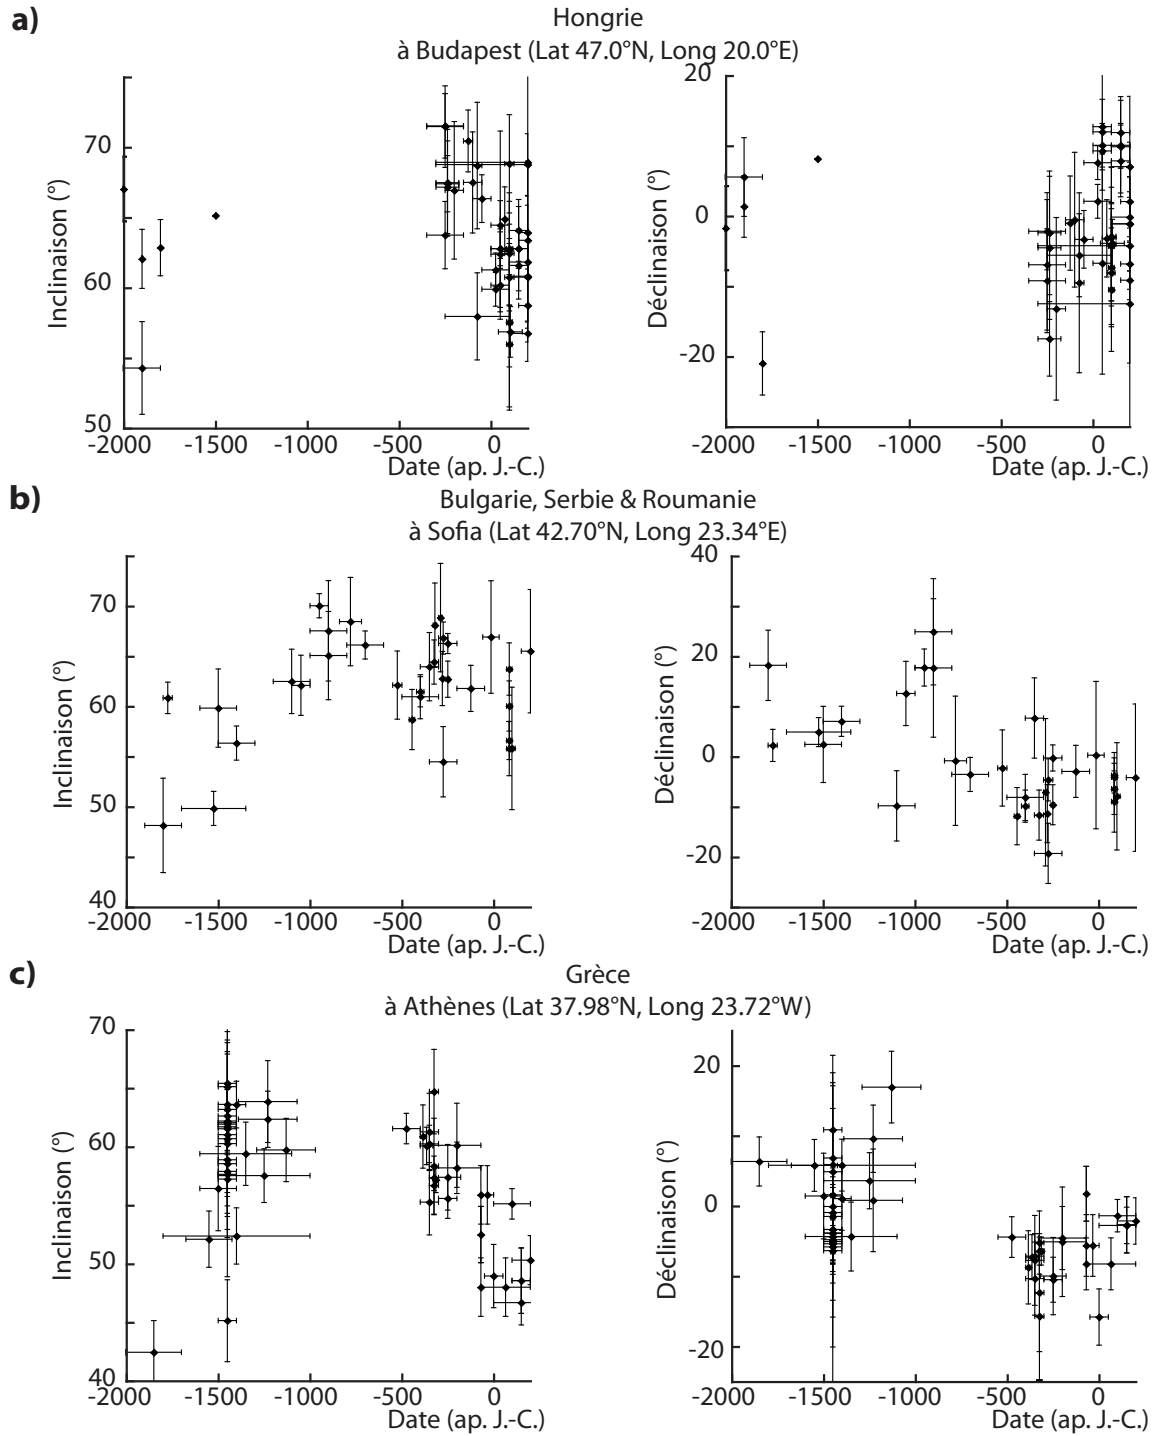 a)
Hongrie
à Budapest (Lat 47.0°N, Long 20.0°E)
70
60
50
Inclinaison (°)
-2000 -1500 -1000 -500 0
Date (ap. J.-C.)
20
0
-20
Déclinaison (°)
-2000 -1500 -1000 -500 0
Date (ap. J.-C.)
b)
Bulgarie, Serbie & Roumanie
à Sofia (Lat 42.70°N, Long 23.34°E)
70
60
50
40
Inclinaison (°)
-2000 -1500 -1000 -500 0
Date (ap. J.-C.)
40
20
0
-20
-20
Déclinaison (°)
-2000 -1500 -1000 -500 0
Date (ap. J.-C.)
c)
Grèce
à Athènes (Lat 37.98°N, Long 23.72°W)
70
60
50
40
Inclinaison (°)
-2000 -1500 -1000 -500 0
Date (ap. J.-C.)
20
0
-20
Déclinaison (°)
-2000 -1500 -1000 -500 0
Date (ap. J.-C.)